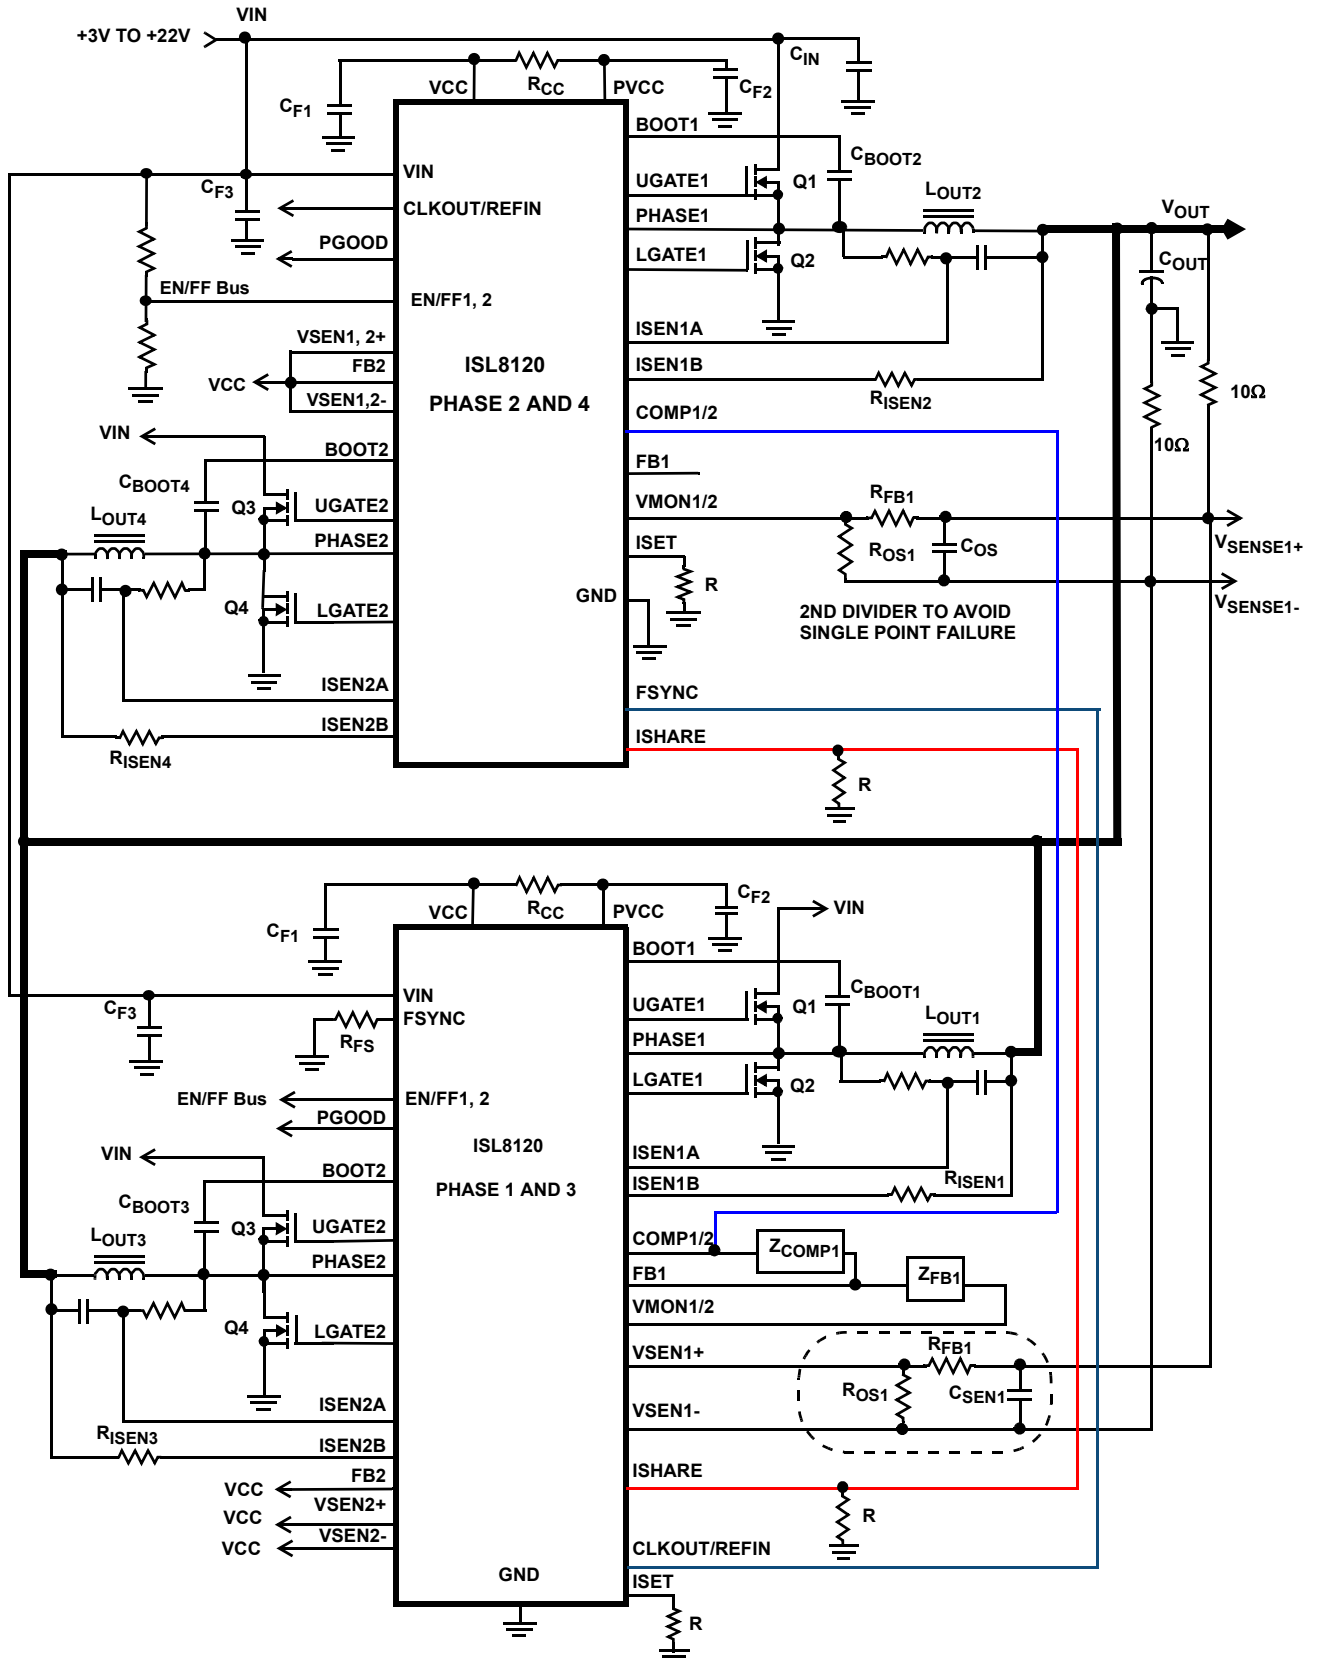 VIN
+3V TO +22V
CIN
VCC
RCC
PVCC
CF1
CF2
BOOT1
CBOOT2
VIN
CF3
UGATE1
Q1
LOUT2
VOUT
CLKOUT/REFIN
PHASE1
PGOOD
LGATE1
Q2
COUT
EN/FF Bus
EN/FF1, 2
VSEN1, 2+
ISEN1A
FB2
ISL8120
ISEN1B
VCC
RISEN2
10Ω
VSEN1,2-
PHASE 2 AND 4
COMP1/2
VIN
10Ω
BOOT2
FB1
CBOOT4
Q3
UGATE2
VMON1/2
RFB1
LOUT4
PHASE2
ISET
ROS1
COS
VSENSE1+
R
Q4
LGATE2
GND
VSENSE1-
2ND DIVIDER TO AVOID
SINGLE POINT FAILURE
ISEN2A
FSYNC
ISEN2B
ISHARE
RISEN4
R
VCC
RCC
PVCC
CF2
VIN
CF1
BOOT1
VIN
CBOOT1
CF3
FSYNC
UGATE1
Q1
LOUT1
RFS
PHASE1
LGATE1
Q2
EN/FF Bus
EN/FF1, 2
PGOOD
ISL8120
VIN
ISEN1A
BOOT2
ISEN1B
RISEN1
PHASE 1 AND 3
CBOOT3
Q3
UGATE2
LOUT3
COMP1/2
ZCOMP1
PHASE2
FB1
ZFB1
VMON1/2
Q4
LGATE2
VSEN1+
RFB1
ROS1
CSEN1
ISEN2A
VSEN1-
RISEN3
ISEN2B
FB2
ISHARE
VCC
VSEN2+
VCC
R
VSEN2-
VCC
CLKOUT/REFIN
GND
ISET
R